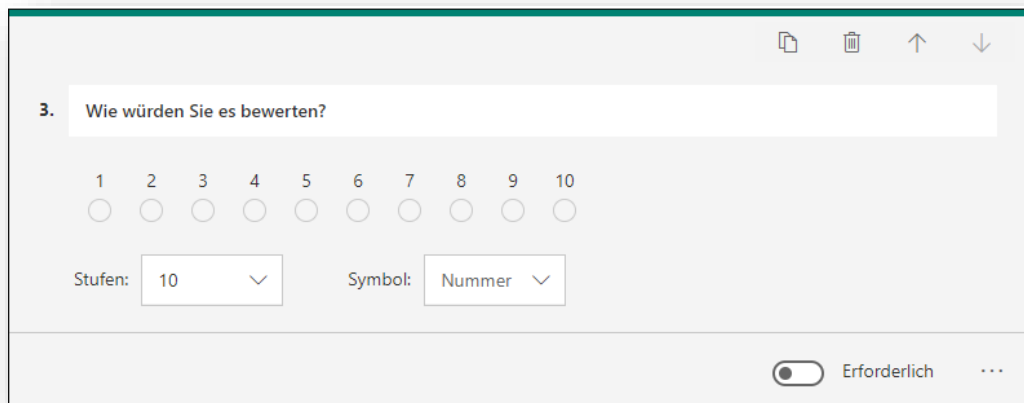 3. Wie würden Sie es bewerten?
1 2 3 4 5 6 7 8 9 10
Stufen: 10 Symbol: Nummer
Erforderlich